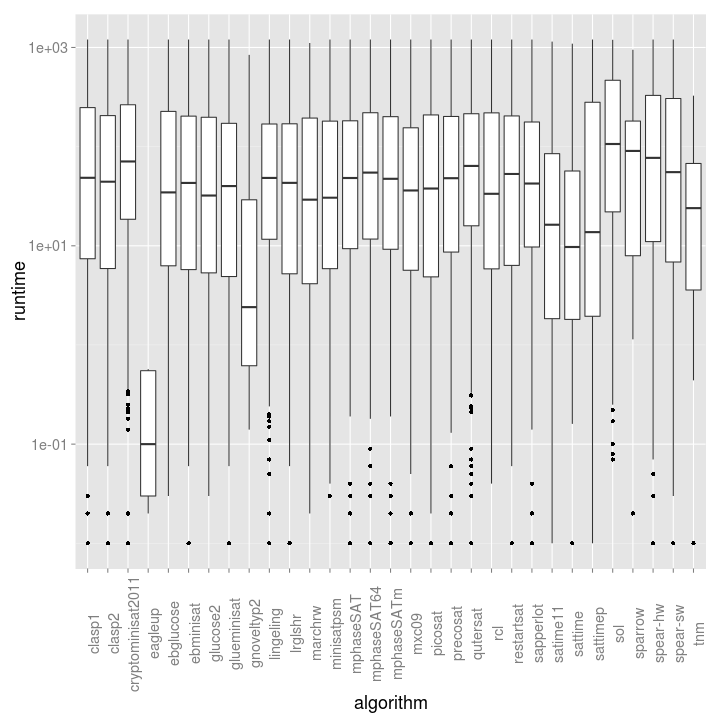 1e+03
1e+01
1e-01
runtime
clasp1
clasp2
cryptominisat2011
eagleup
ebglucose
ebminisat
glucose2
glueminisat
gnoveltyp2
lingeling
lrglshr
marchrw
minisatpsm
mphaseSAT
mphaseSAT64
mphaseSATm
mxc09
picosat
precosat
qutersat
rcl
restartsat
sapperlot
satime11
sattime
sattimep
sol
sparrow
spear-hw
spear-sw
tnm
algorithm